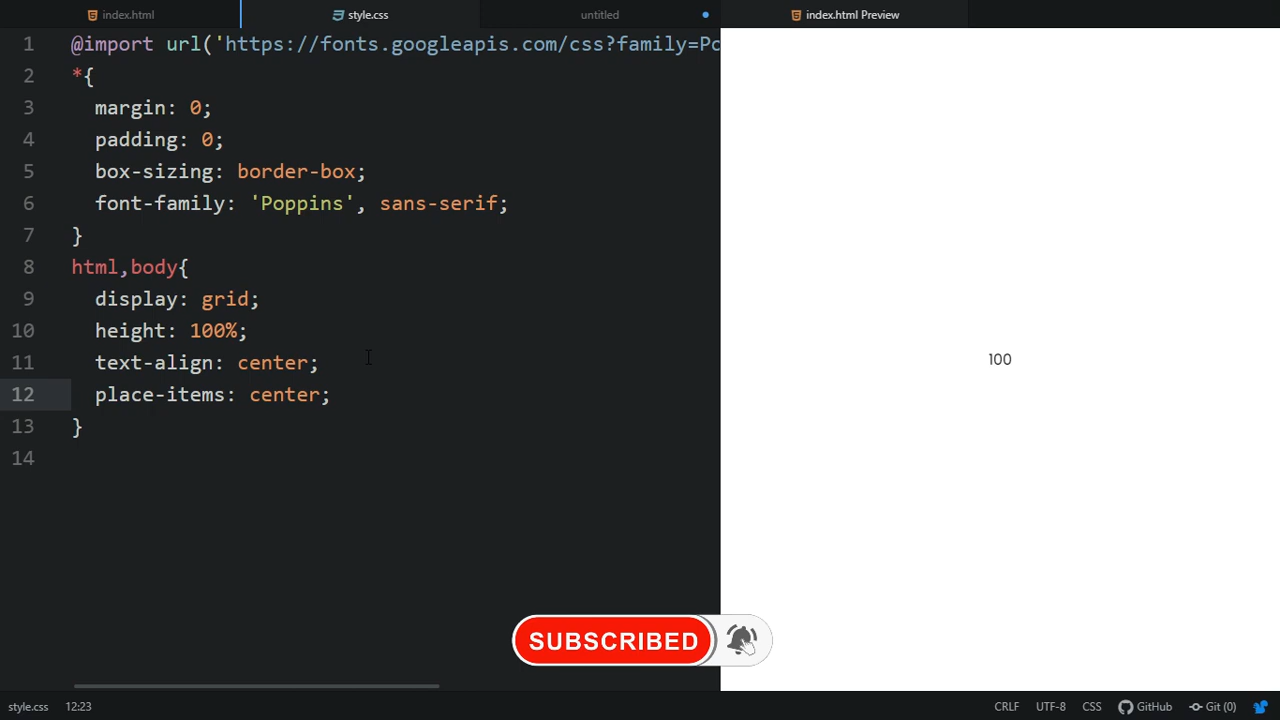 index.html
style.css
untitled
index.html Preview
1 @import url('https://fonts.googleapis.com/css?family=Po
2 *{
3 margin: 0;
4 padding: 0;
5 box-sizing: border-box;
6 font-family: 'Poppins', sans-serif;
7 }
8 html,body{
9 display: grid;
10 height: 100%;
11 text-align: center;
12 place-items: center;
13 }
14
100
SUBSCRIBED
style.css 12:23
CRLF UTF-8 CSS GitHub Git (0)